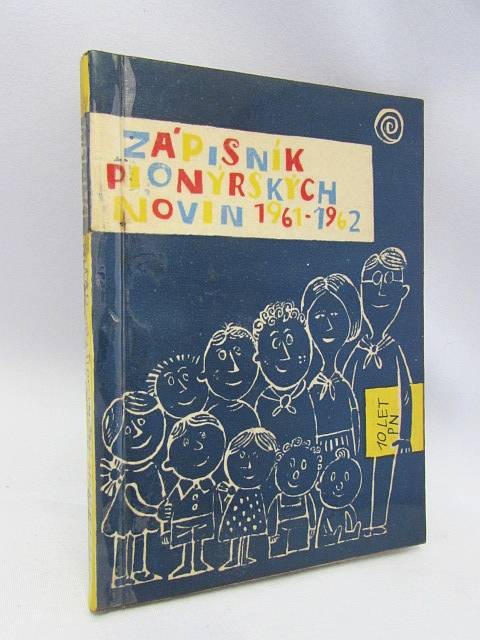 ZÁPISNÍK
PIONÝRSKÝCH
NOVIN 1961-1962
10 LET
PN